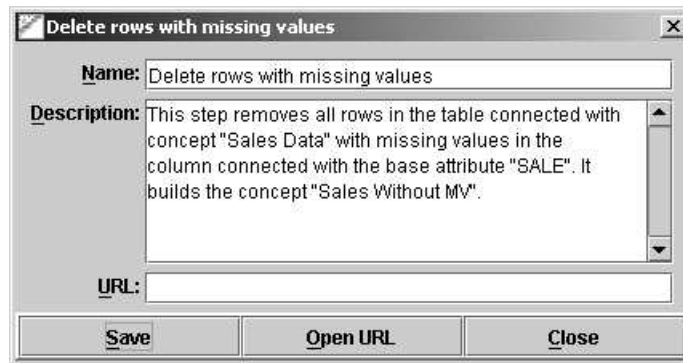 Delete rows with missing values
Name: Delete rows with missing values
Description: This step removes all rows in the table connected with
concept "Sales Data" with missing values in the
column connected with the base attribute "SALE". It
builds the concept "Sales Without MV".
URL:
Save Open URL Close